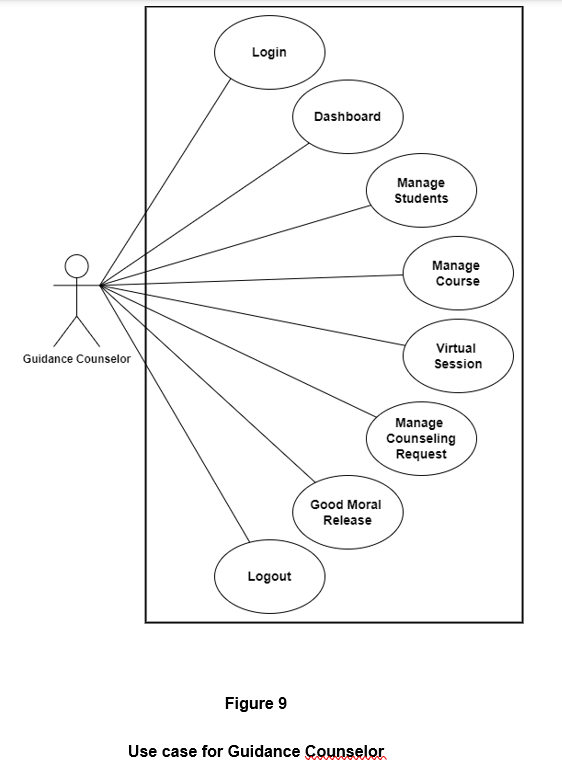 Login
Dashboard
Manage
Students
Manage
Course
Guidance Counselor
Virtual
Session
Manage
Counseling
Request
Good Moral
Release
Logout
Figure 9
Use case for Guidance Counselor